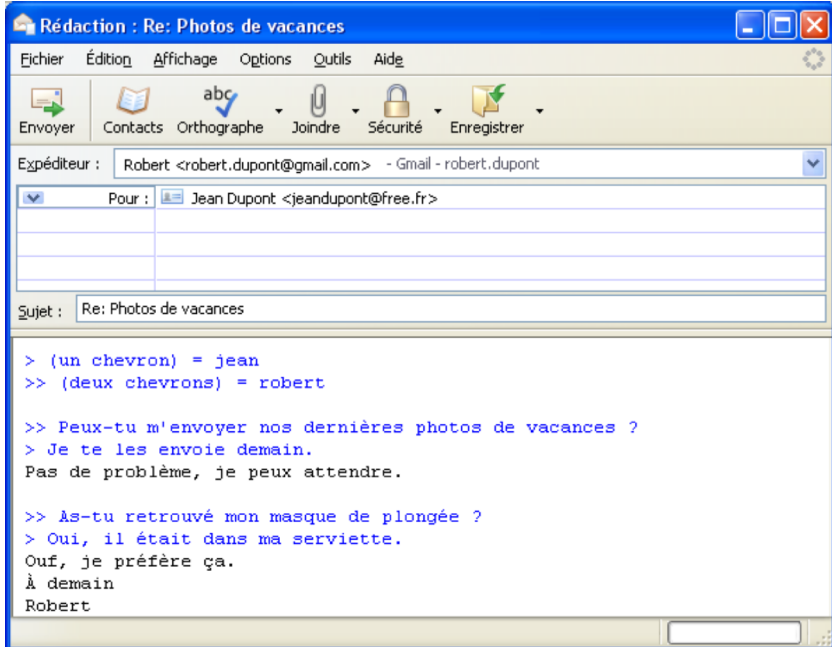 Rédaction : Re: Photos de vacances
Fichier Édition Affichage Options Outils Aide
Envoyer Contacts Orthographe Joindre Sécurité Enregistrer
Expéditeur : Robert <robert.dupont@gmail.com> - Gmail - robert.dupont
Pour : Jean Dupont <jeandupont@free.fr>
Sujet : Re: Photos de vacances
> (un chevron) = jean
>> (deux chevrons) = robert
>> Peux-tu m'envoyer nos dernières photos de vacances ?
> Je te les envoie demain.
Pas de problème, je peux attendre.
>> As-tu retrouvé mon masque de plongée ?
> Oui, il était dans ma serviette.
Ouf, je préfère ça.
À demain
Robert